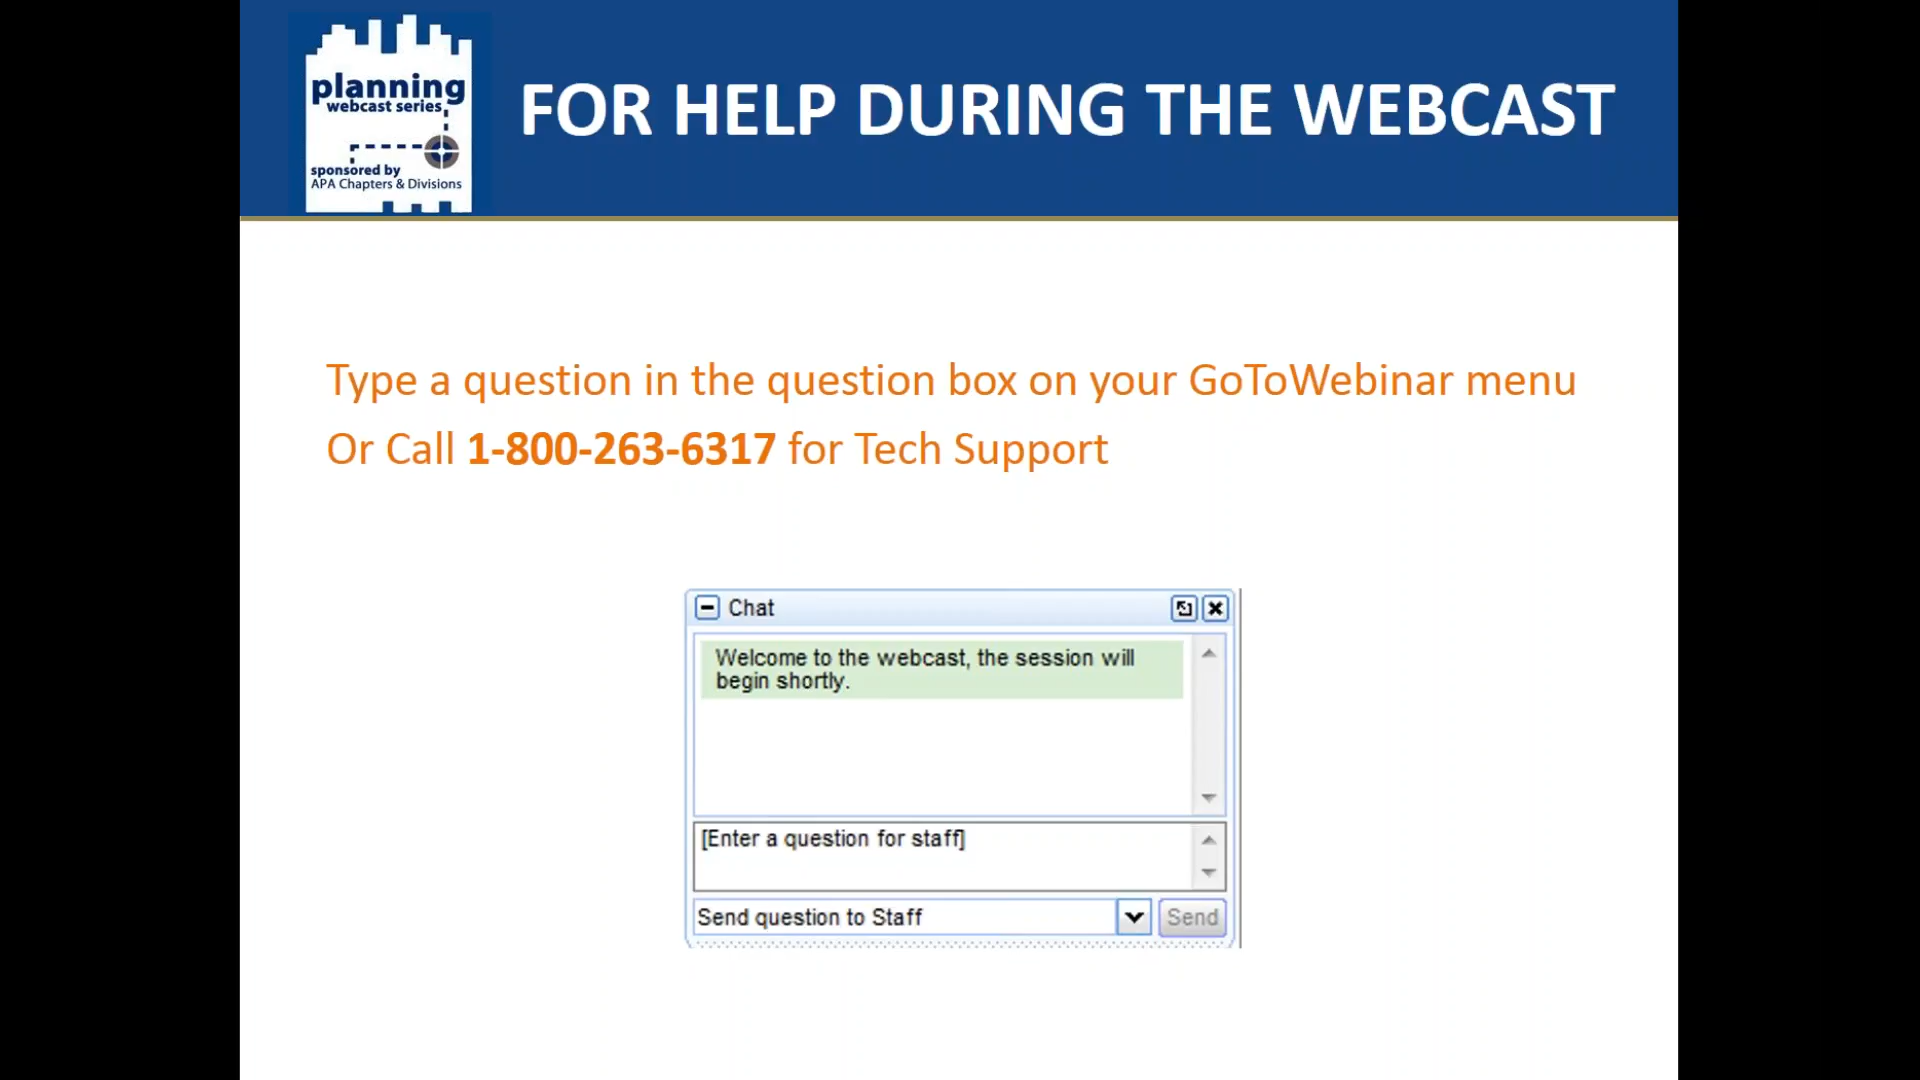 planning
webcast series
sponsored by
APA Chapters & Divisions
FOR HELP DURING THE WEBCAST
Type a question in the question box on your GoToWebinar menu
Or Call 1-800-263-6317 for Tech Support
Chat
Welcome to the webcast, the session will
begin shortly.
[Enter a question for staff]
Send question to Staff
Send